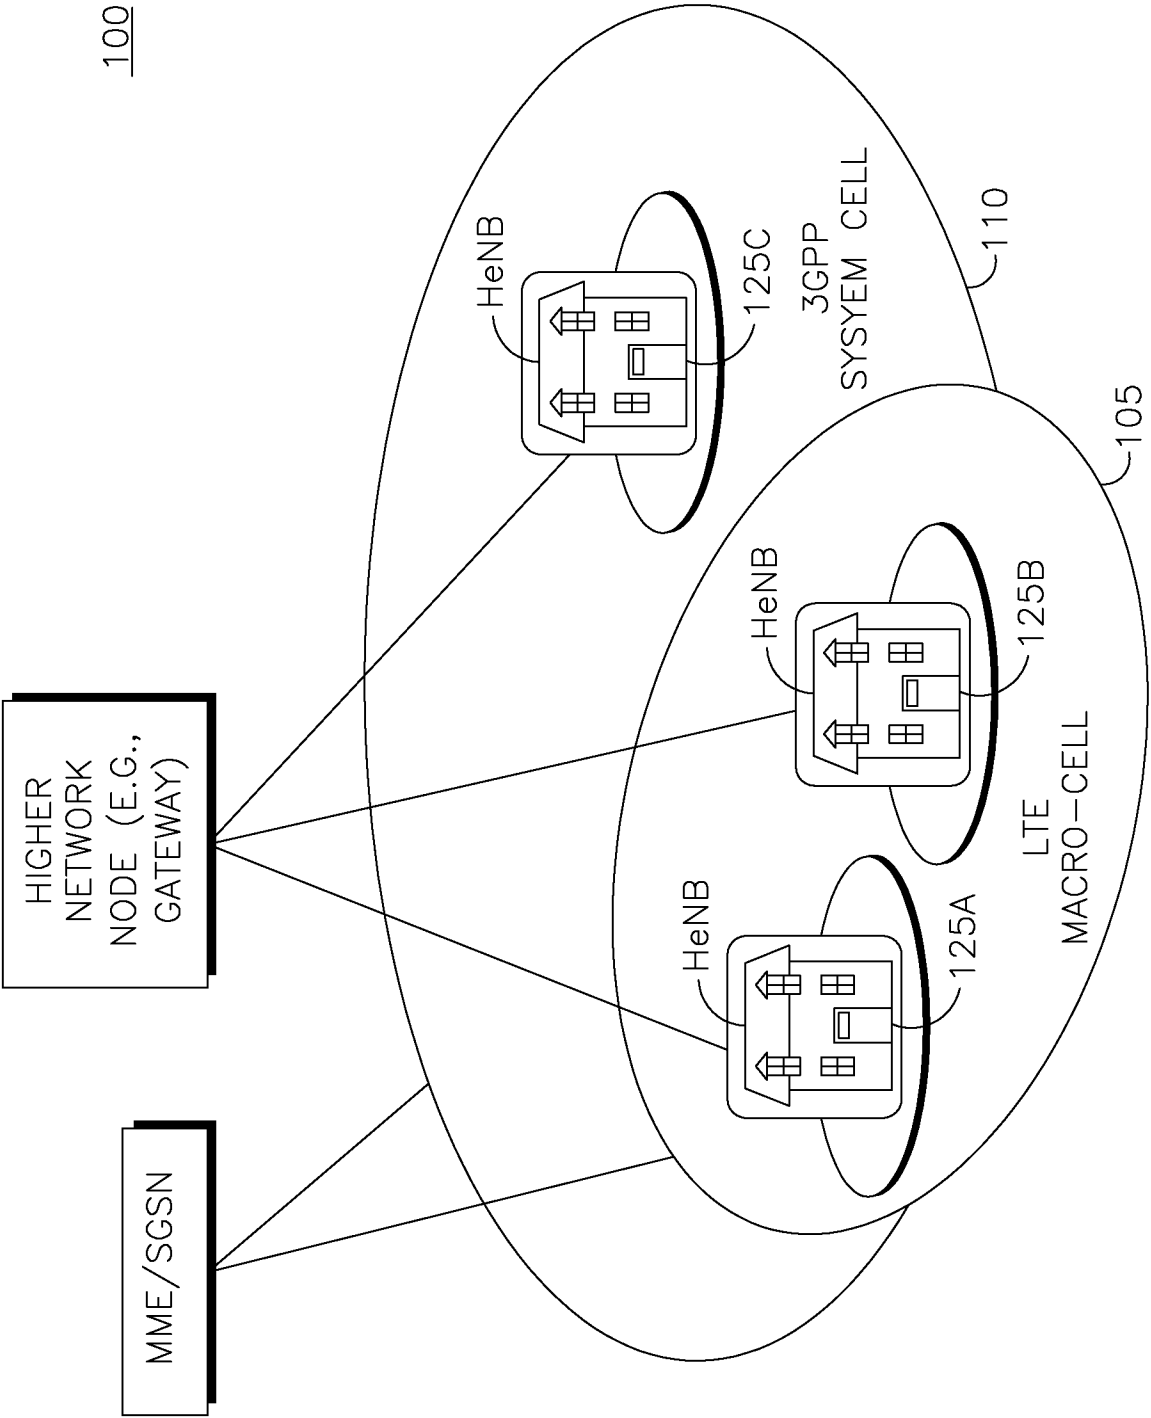 100
MME/SGSN
HIGHER
NETWORK
NODE (E.G.,
GATEWAY)
HeNB
125C
3GPP
SYSYEM CELL
110
HeNB
125A
HeNB
125B
LTE
MACRO-CELL
105